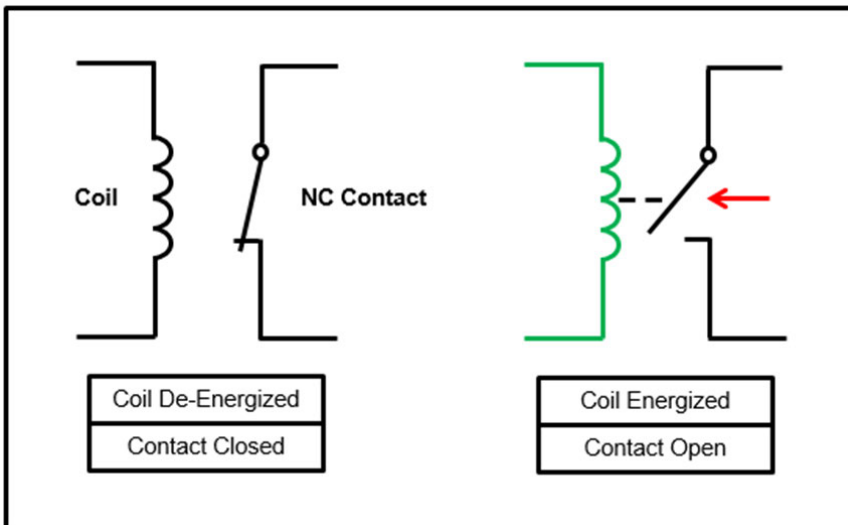 Coil
NC Contact
Coil De-Energized
Contact Closed
Coil Energized
Contact Open